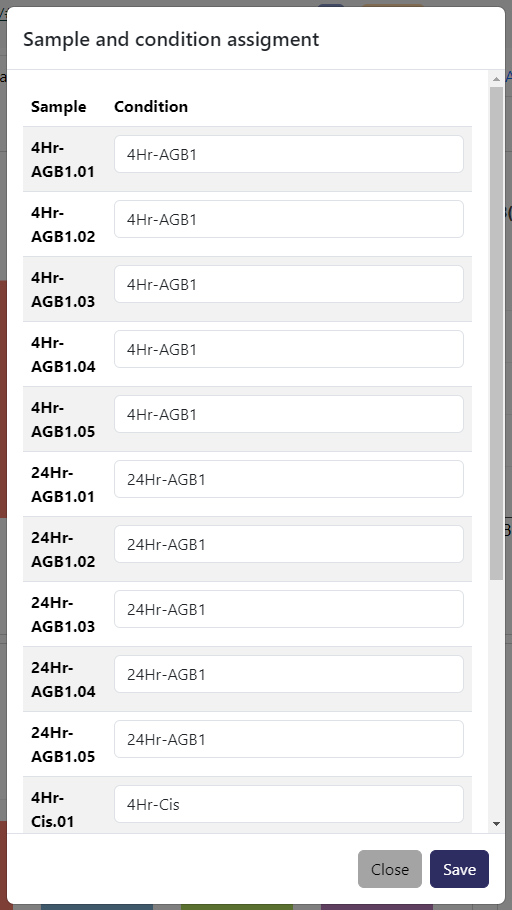 Sample and condition assigment
Sample Condition
4Hr-
AGB1.01
4Hr-AGB1
4Hr-
AGB1.02
4Hr-AGB1
4Hr-
AGB1.03
4Hr-AGB1
4Hr-
AGB1.04
4Hr-AGB1
4Hr-
AGB1.05
4Hr-AGB1
24Hr-
AGB1.01
24Hr-AGB1
24Hr-
AGB1.02
24Hr-AGB1
24Hr-
AGB1.03
24Hr-AGB1
24Hr-
AGB1.04
24Hr-AGB1
24Hr-
AGB1.05
24Hr-AGB1
4Hr-
Cis.01
4Hr-Cis
Close Save